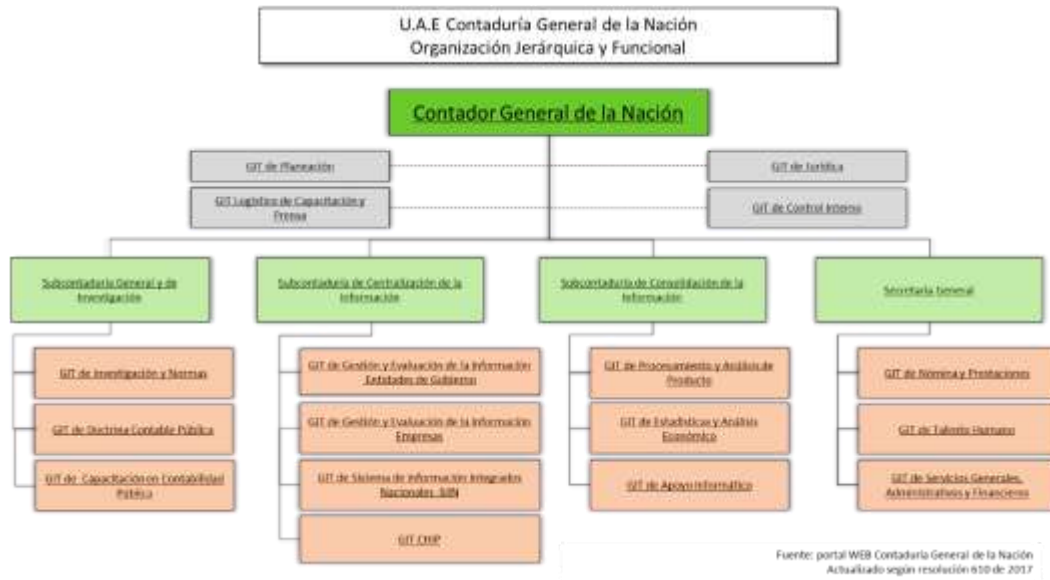 U.A.E Contaduría General de la Nación
Organización Jerárquica y Funcional
Contador General de la Nación
GIT de Planeación
GIT de Jurídica
GIT Logístico de Capacitación y
Prensa
GIT de Control Interno
Subcontaduría General y de
Investigación
Subcontaduría de Centralización de la
Información
Subcontaduría de Consolidación de la
Información
Secretaría General
GIT de Investigación y Normas
GIT de Doctrina Contable Pública
GIT de Capacitación en Contabilidad
Pública
GIT de Gestión y Evaluación de la Información
Entidades de Gobierno
GIT de Gestión y Evaluación de la Información
Empresas
GIT de Sistema de Información Integrados
Nacionales SIIN
GIT CHIP
GIT de Procesamiento y Análisis de
Producto
GIT de Estadísticas y Análisis
Económico
GIT de Apoyo Informático
GIT de Nómina y Prestaciones
GIT de Talento Humano
GIT de Servicios Generales,
Administrativos y Financieros
Fuente: portal WEB Contaduría General de la Nación
Actualizado según resolución 610 de 2017